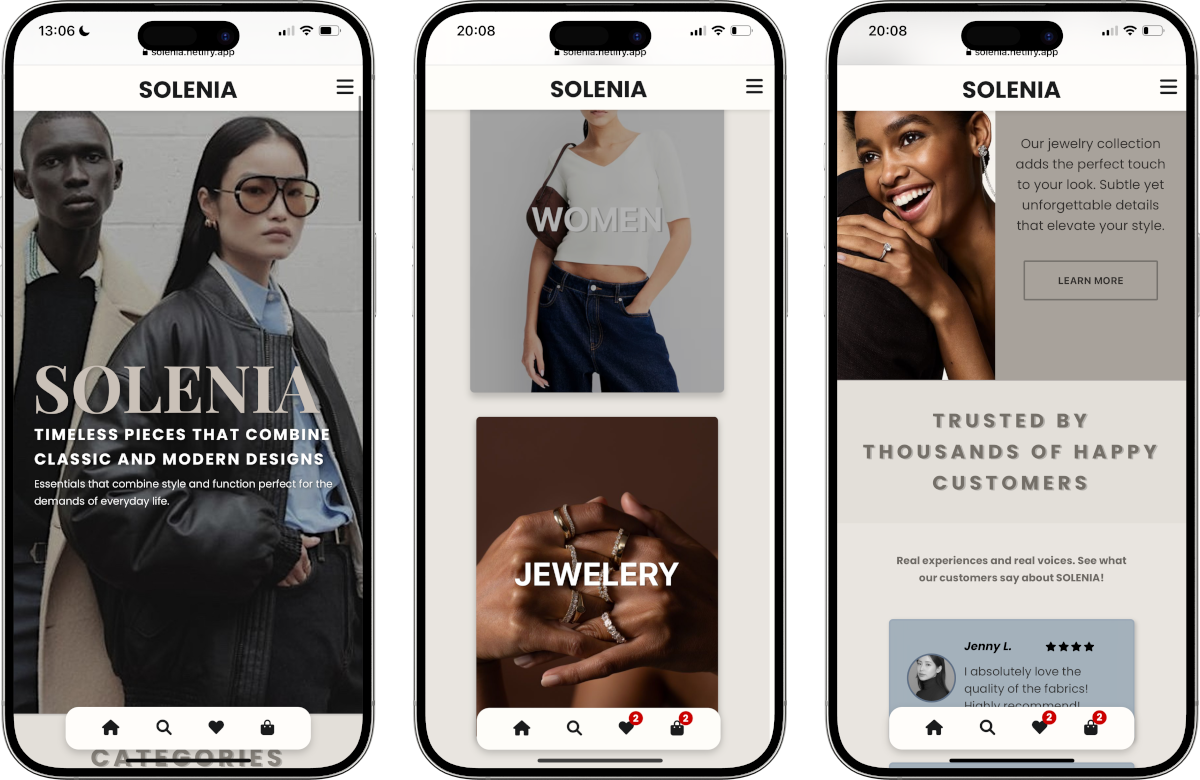 13:06
solenia.netlify.app
SOLENIA
SOLENIA
TIMELESS PIECES THAT COMBINE
CLASSIC AND MODERN DESIGNS
Essentials that combine style and function perfect for the
demands of everyday life.
CATEGORIES
20:08
solenia.netlify.app
SOLENIA
WOMEN
JEWELERY
2
2
20:08
solenia.netlify.app
SOLENIA
Our jewelry collection
adds the perfect touch
to your look. Subtle yet
unforgettable details
that elevate your style.
LEARN MORE
TRUSTED BY
THOUSANDS OF HAPPY
CUSTOMERS
Real experiences and real voices. See what
our customers say about SOLENIA!
Jenny L.
I absolutely love the
quality of the fabrics!
Highly recommend!
2
2